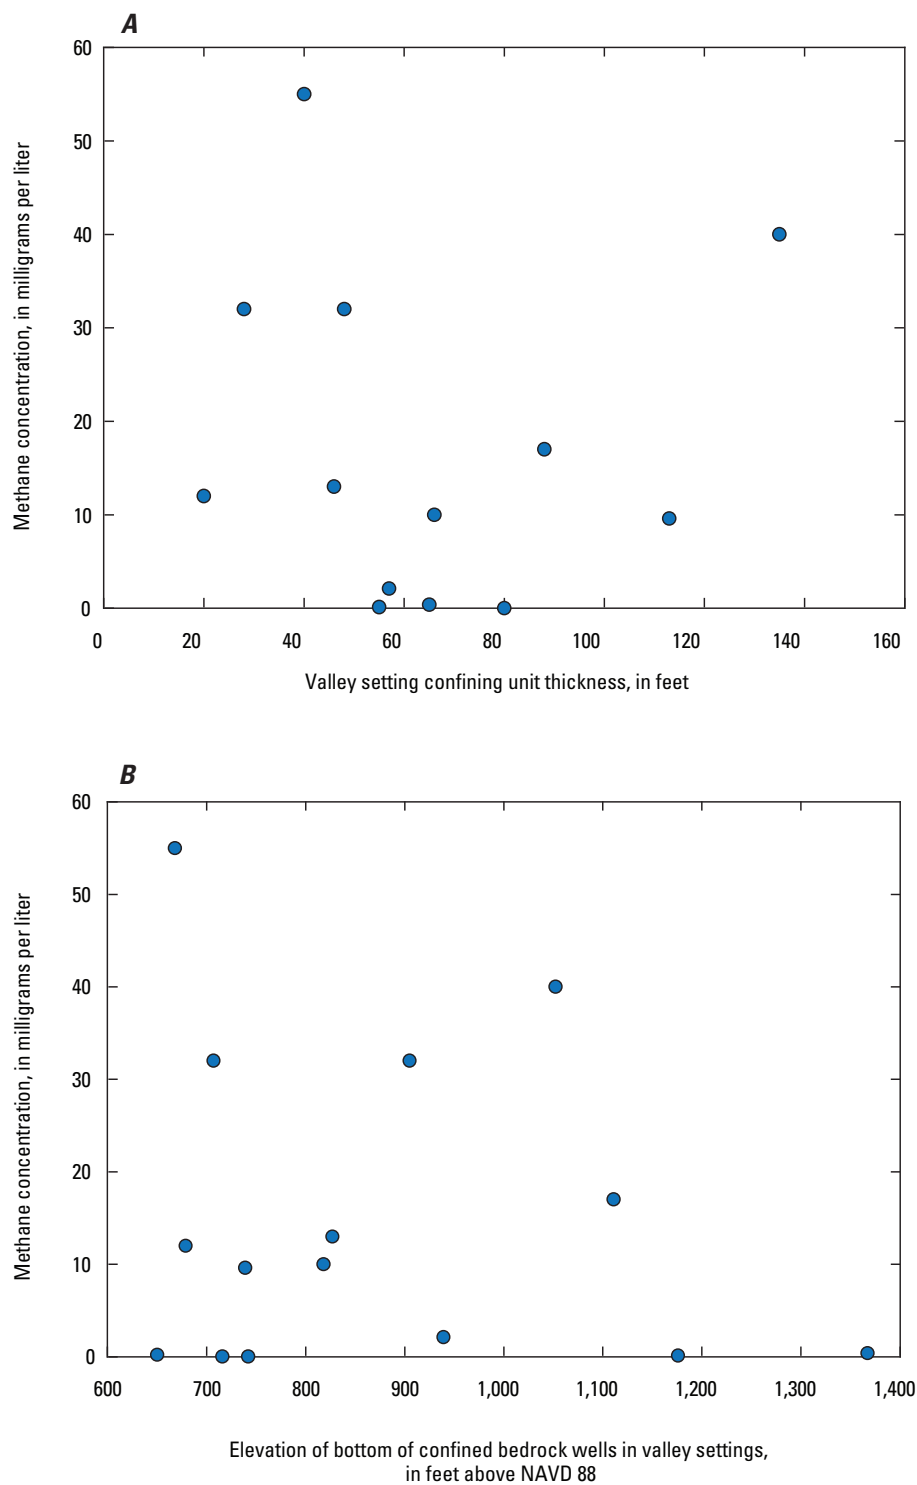 A
60
50
40
30
20
10
0
Methane concentration, in milligrams per liter
0 20 40 60 80 100 120 140 160
Valley setting confining unit thickness, in feet
B
60
50
40
30
20
10
0
Methane concentration, in milligrams per liter
600 700 800 900 1,000 1,100 1,200 1,300 1,400
Elevation of bottom of confined bedrock wells in valley settings,
in feet above NAVD 88